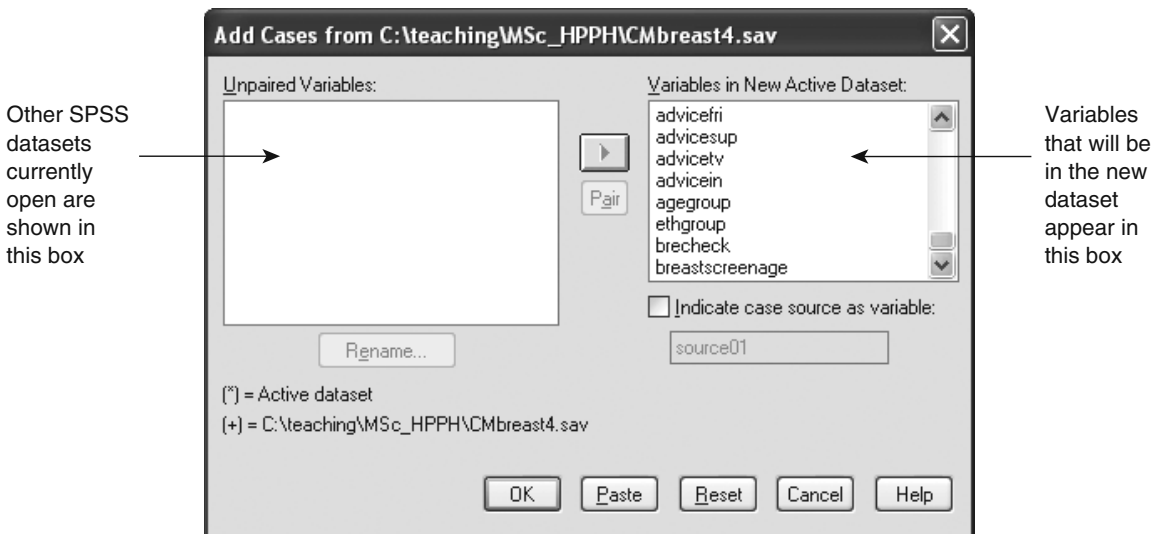 Add Cases from C:\teaching\MSc_HPPH\CMbreast4.sav
Other SPSS
datasets
currently
open are
shown in
this box
Unpaired Variables:
Pair
Rename...
(*) = Active dataset
(+) = C:\teaching\MSc_HPPH\CMbreast4.sav
Variables in New Active Dataset:
advicefri
advicesup
advicetv
advicein
agegroup
ethgroup
brecheck
breastscreenage
Indicate case source as variable:
source01
OK
Paste
Reset
Cancel
Help
Variables
that will be
in the new
dataset
appear in
this box